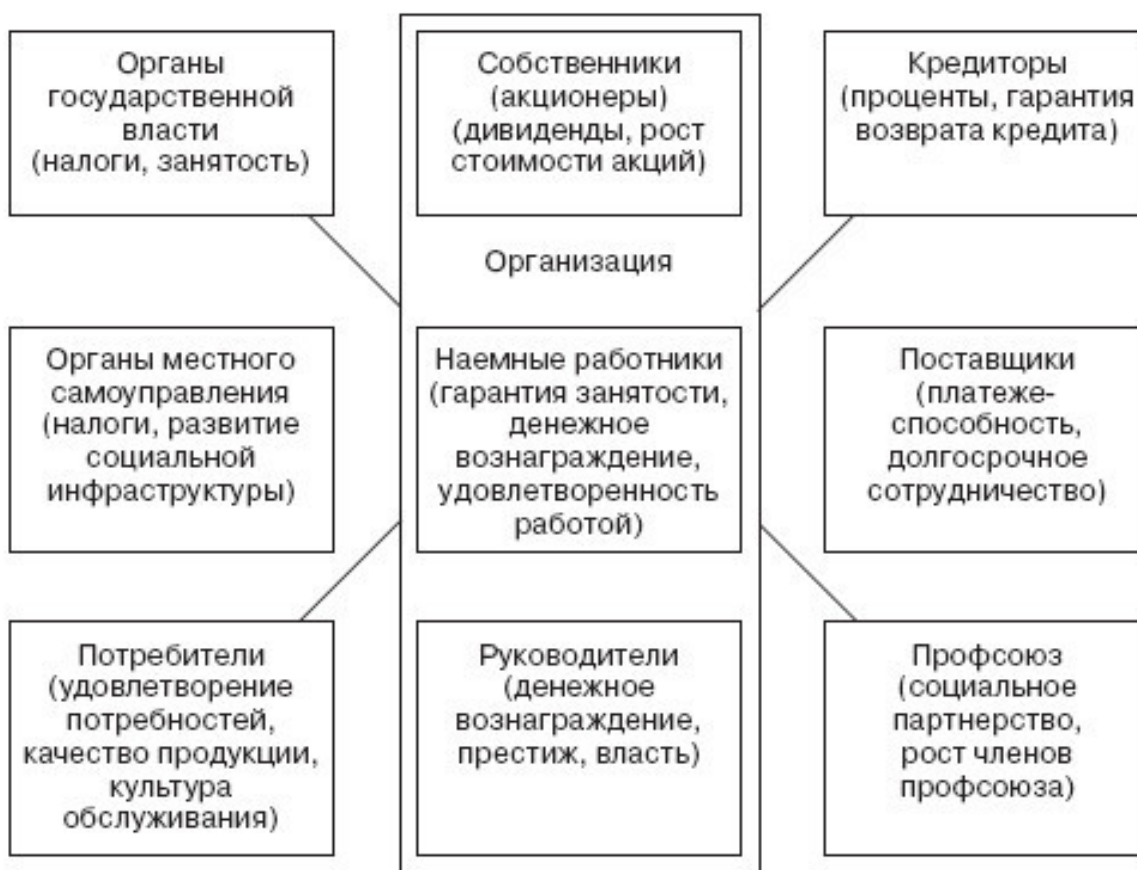 Органы
государственной
власти
(налоги, занятость)
Собственники
(акционеры)
(дивиденды, рост
стоимости акций)
Кредиторы
(проценты, гарантия
возврата кредита)
Организация
Органы местного
самоуправления
(налоги, развитие
социальной
инфраструктуры)
Наемные работники
(гарантия занятости,
денежное
вознаграждение,
удовлетворенность
работой)
Поставщики
(платеже-
способность,
долгосрочное
сотрудничество)
Потребители
(удовлетворение
потребностей,
качество продукции,
культура
обслуживания)
Руководители
(денежное
вознаграждение,
престиж, власть)
Профсоюз
(социальное
партнерство,
рост членов
профсоюза)